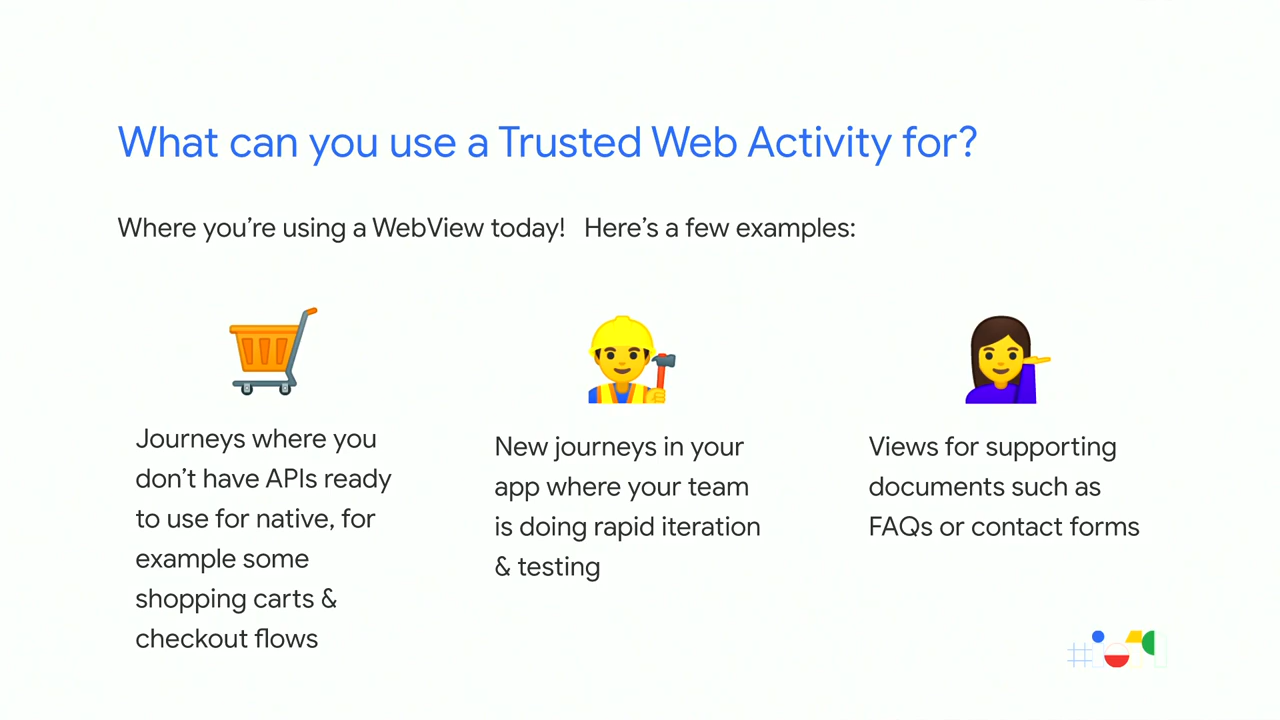 What can you use a Trusted Web Activity for?
Where you’re using a WebView today! Here’s a few examples:
Journeys where you
don’t have APIs ready
to use for native, for
example some
shopping carts &
checkout flows
New journeys in your
app where your team
is doing rapid iteration
& testing
Views for supporting
documents such as
FAQs or contact forms